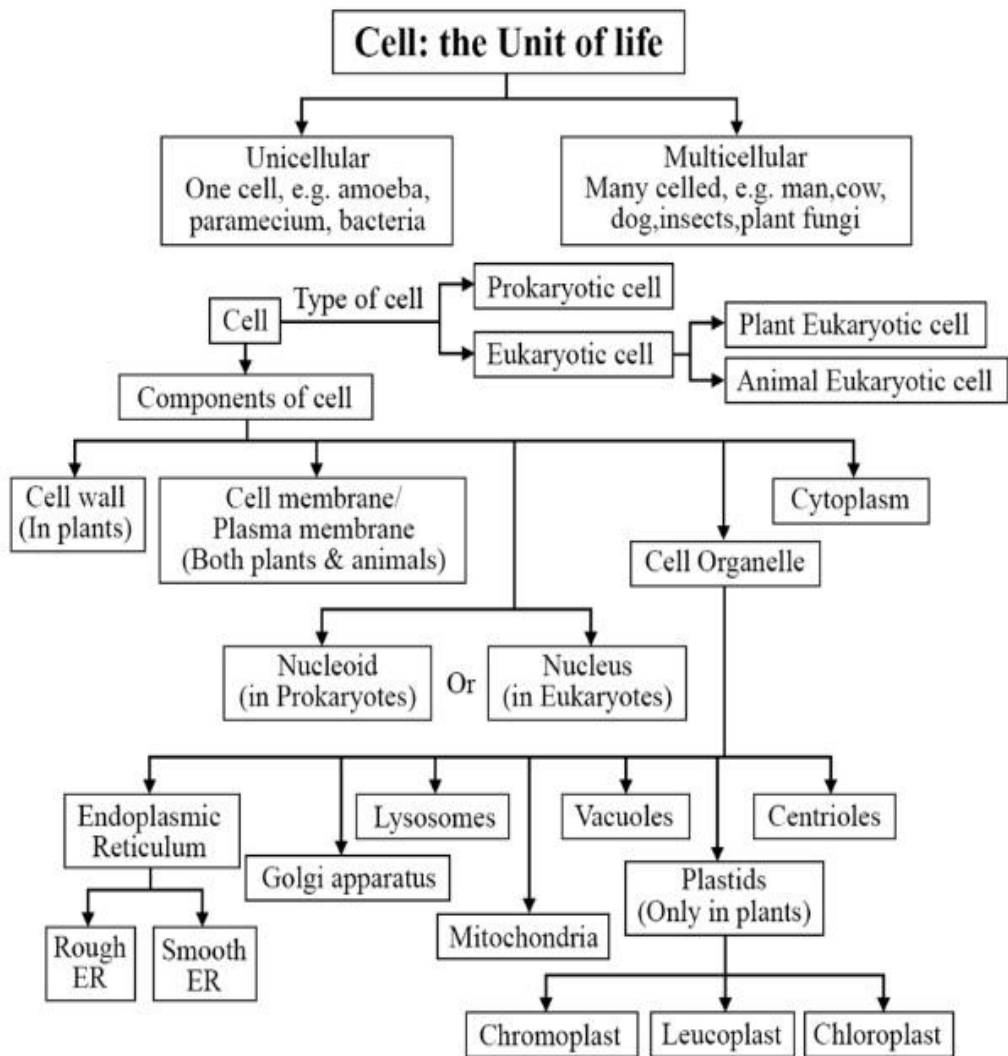 Cell: the Unit of life
Unicellular
One cell, e.g. amoeba,
paramecium, bacteria
Multicellular
Many celled, e.g. man,cow,
dog,insects,plant fungi
Cell
Type of cell
Prokaryotic cell
Eukaryotic cell
Plant Eukaryotic cell
Animal Eukaryotic cell
Components of cell
Cell wall
(In plants)
Cell membrane/
Plasma membrane
(Both plants & animals)
Cytoplasm
Cell Organelle
Nucleoid
(in Prokaryotes)
Or
Nucleus
(in Eukaryotes)
Endoplasmic
Reticulum
Lysosomes
Vacuoles
Centrioles
Golgi apparatus
Plastids
(Only in plants)
Mitochondria
Rough
ER
Smooth
ER
Chromoplast
Leucoplast
Chloroplast